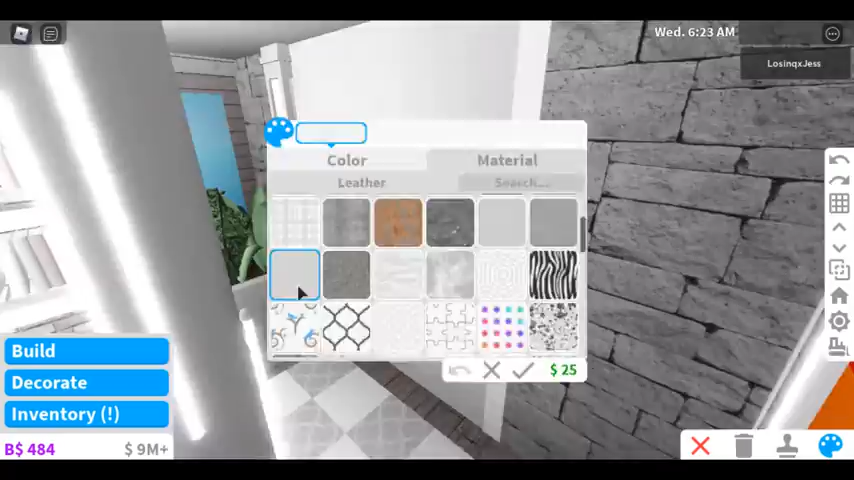 Wed. 6:23 AM
LosinqxJess
Color
Material
Leather
Search...
$ 25
Build
Decorate
Inventory (!)
B$ 484
$ 9M+